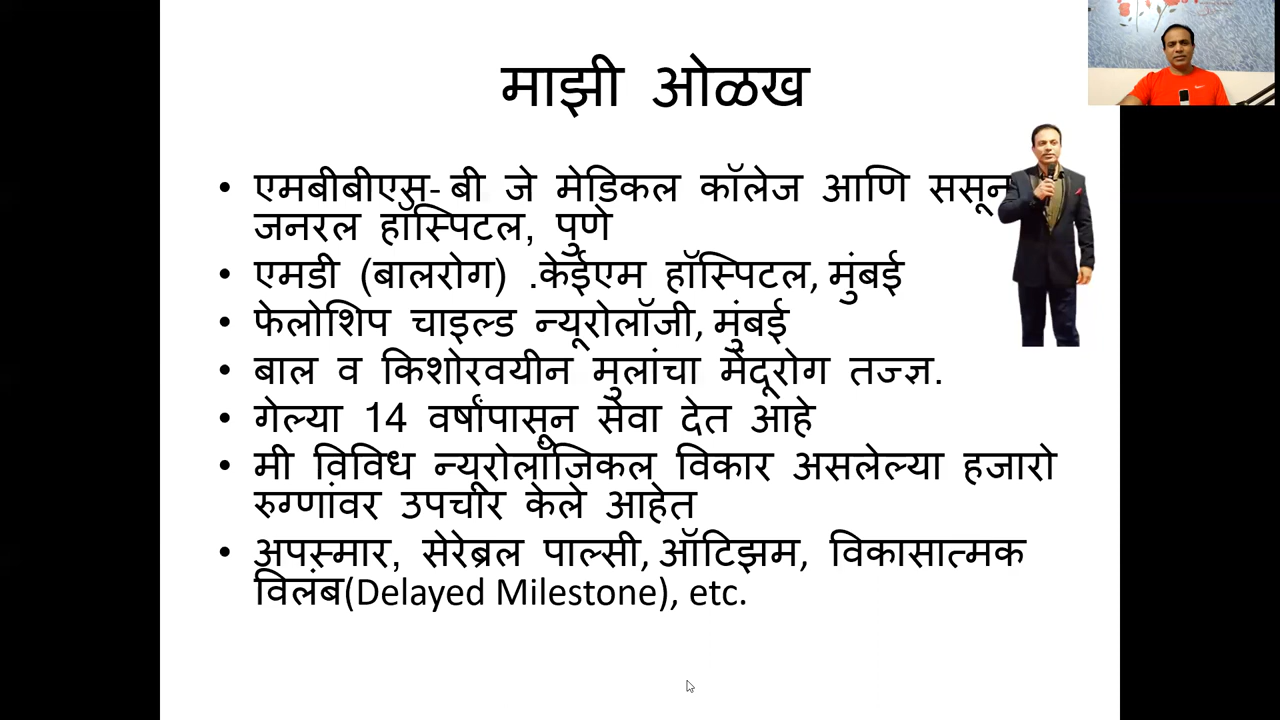 माझी ओळख
• एमबीबीएस- बी जे मेडिकल कॉलेज आणि ससून
जनरल हॉस्पिटल, पुणे
• एमडी (बालरोग) .केईएम हॉस्पिटल, मुंबई
• फेलोशिप चाइल्ड न्यूरोलॉजी, मुंबई
• बाल व किशोरवयीन मुलांचा मेंदूरोग तज्ज्ञ.
• गेल्या 14 वर्षांपासून सेवा देत आहे
• मी विविध न्यूरोलॉजिकल विकार असलेल्या हजारो
रुग्णांवर उपचार केले आहेत
• अपस्मार, सेरेब्रल पाल्सी, ऑटिझम, विकासात्मक
विलंब(Delayed Milestone), etc.